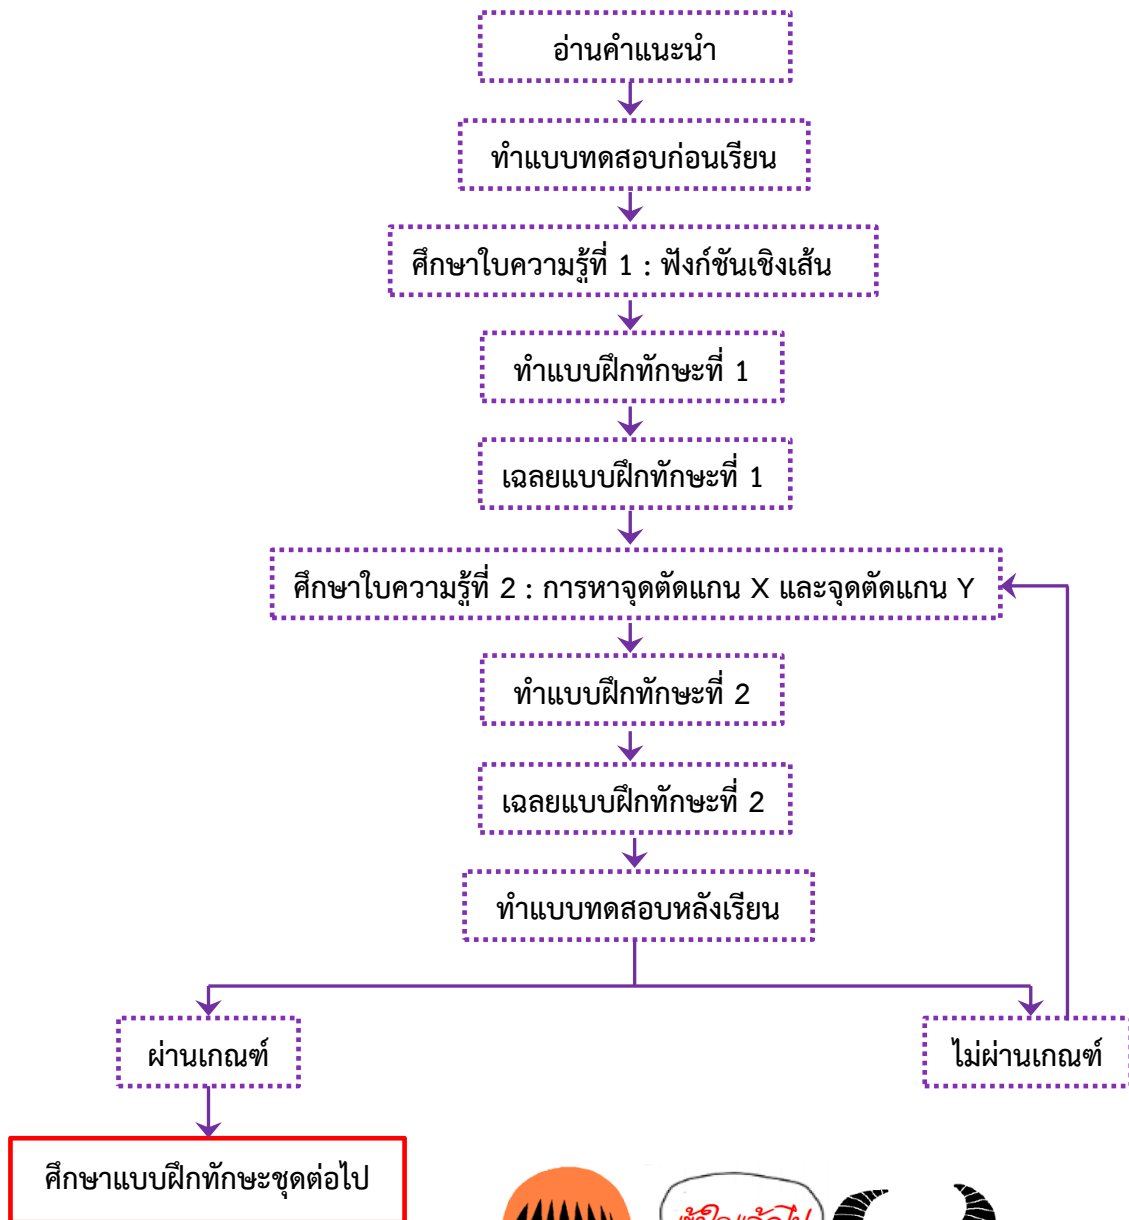 อ่านคำแนะนำ
ทำแบบทดสอบก่อนเรียน
ศึกษาใบความรู้ที่ 1 : ฟังก์ชันเชิงเส้น
ทำแบบฝึกทักษะที่ 1
เฉลยแบบฝึกทักษะที่ 1
ศึกษาใบความรู้ที่ 2 : การหาจุดตัดแกน X และจุดตัดแกน Y
ทำแบบฝึกทักษะที่ 2
เฉลยแบบฝึกทักษะที่ 2
ทำแบบทดสอบหลังเรียน
ผ่านเกณฑ์
ไม่ผ่านเกณฑ์
ศึกษาแบบฝึกทักษะชุดต่อไป